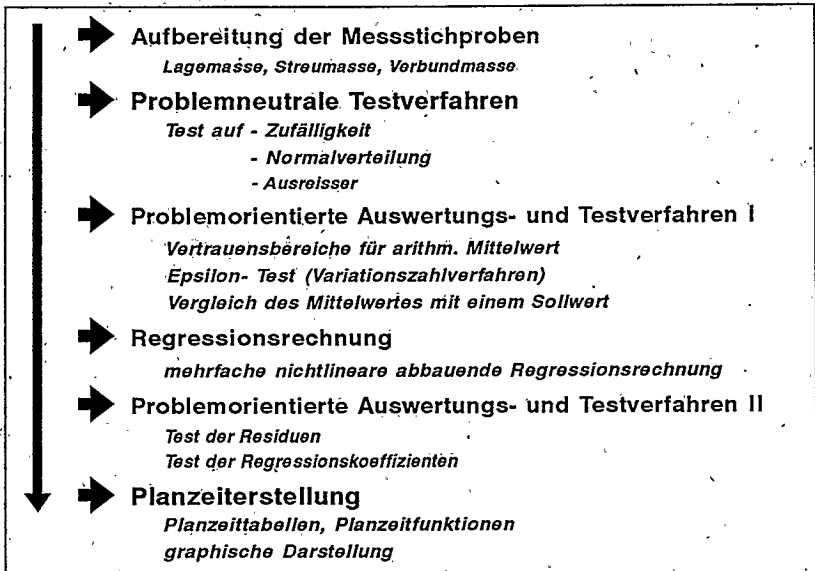 Aufbereitung der Messstichproben
Lagemasse, Streumasse, Verbundmasse
Problemneutrale Testverfahren
Test auf - Zufälligkeit
- Normalverteilung
- Ausreisser
Problemorientierte Auswertungs- und Testverfahren I
Vertrauensbereiche für arithm. Mittelwert
Epsilon- Test (Variationszahlverfahren)
Vergleich des Mittelwertes mit einem Sollwert
Regressionsrechnung
mehrfache nichtlineare abbauende Regressionsrechnung
Problemorientierte Auswertungs- und Testverfahren II
Test der Residuen
Test der Regressionskoeffizienten
Planzeiterstellung
Planzeittabellen, Planzeitfunktionen
graphische Darstellung